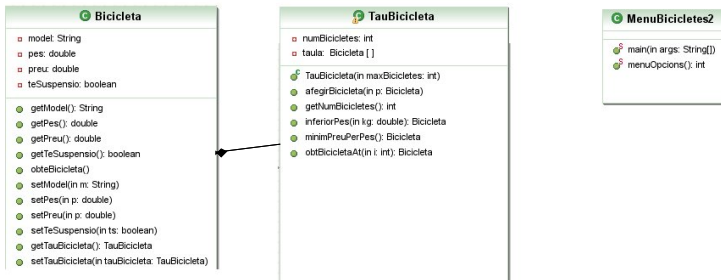 Bicicleta
model: String
pes: double
preu: double
teSuspensio: boolean
getModel(): String
getPes(): double
getPreu(): double
getTeSuspensio(): boolean
obteBicicleta()
setModel(in m: String)
setPes(in p: double)
setPreu(in p: double)
setTeSuspensio(in ts: boolean)
getTauBicicleta(): TauBicicleta
setTauBicicleta(in tauBicicleta: TauBicicleta)
TauBicicleta
numBicicletes: int
taula: Bicicleta [ ]
TauBicicleta(in maxBicicletes: int)
afegirBicicleta(in p: Bicicleta)
getNumBicicletes(): int
inferiorPes(in kg: double): Bicicleta
minimPreuPerPes(): Bicicleta
obtBicicletaAt(in i: int): Bicicleta
MenuBicicletes2
main(in args: String[])
menuOpcions(): int